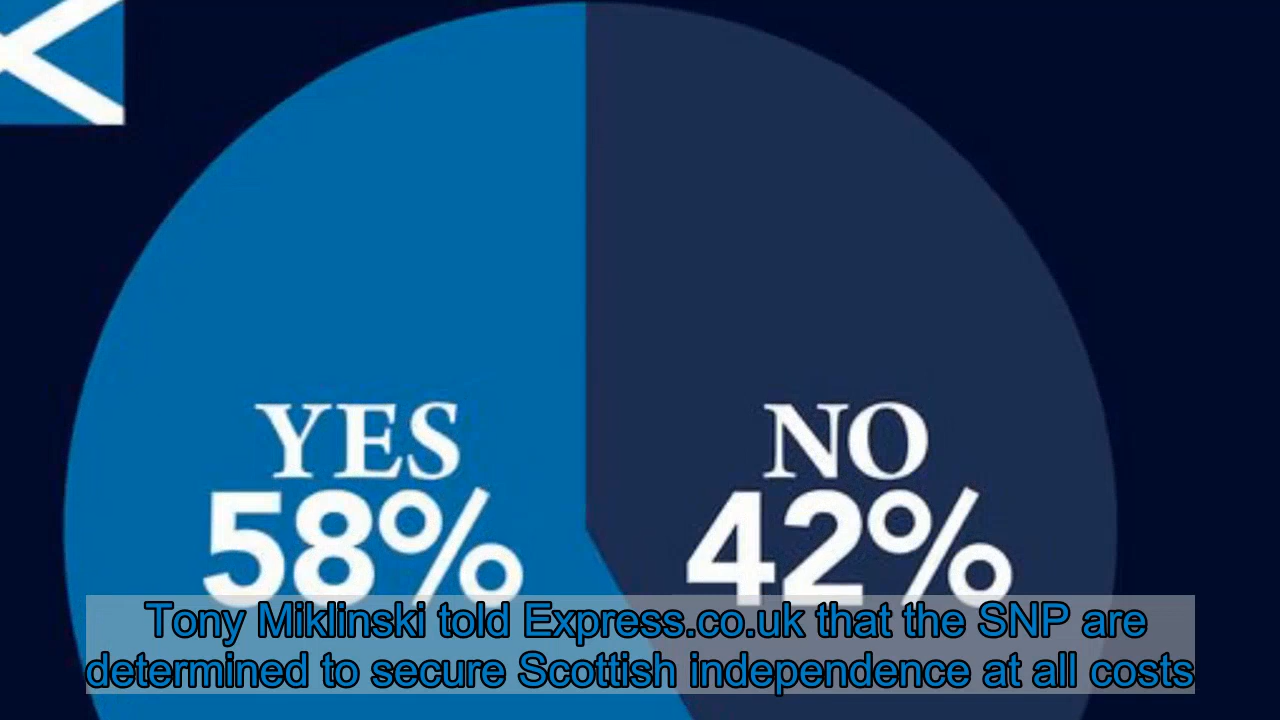 YES
58%
NO
42%
Tony Miklinski told Express.co.uk that the SNP are
determined to secure Scottish independence at all costs